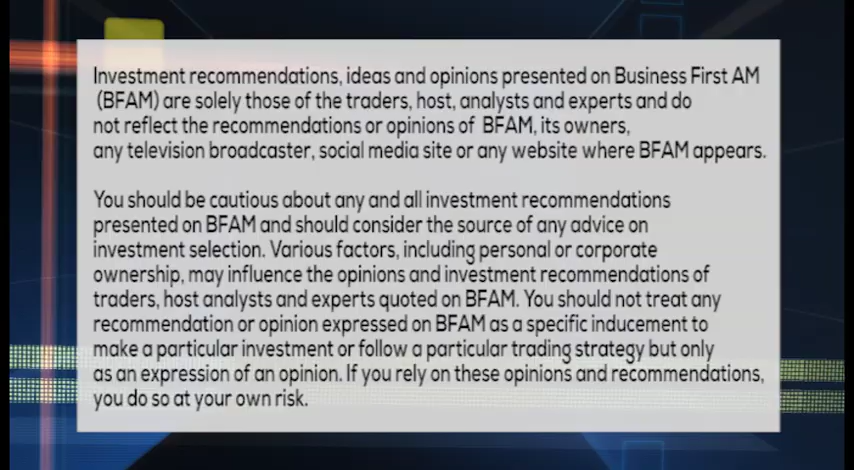 Investment recommendations, ideas and opinions presented on Business First AM
(BFAM) are solely those of the traders, host, analysts and experts and do
not reflect the recommendations or opinions of BFAM, its owners,
any television broadcaster, social media site or any website where BFAM appears.
You should be cautious about any and all investment recommendations
presented on BFAM and should consider the source of any advice on
investment selection. Various factors, including personal or corporate
ownership, may influence the opinions and investment recommendations of
traders, host analysts and experts quoted on BFAM. You should not treat any
recommendation or opinion expressed on BFAM as a specific inducement to
make a particular investment or follow a particular trading strategy but only
as an expression of an opinion. If you rely on these opinions and recommendations,
you do so at your own risk.